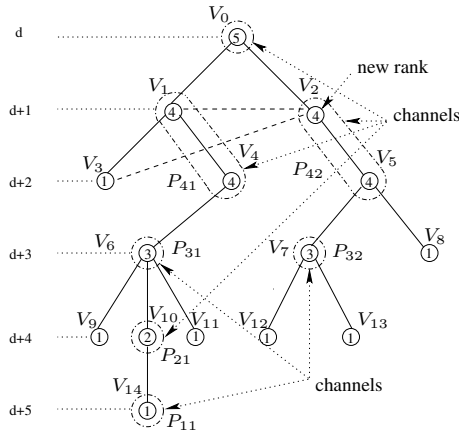 d V₀
5
V₁ V₂ new rank
d+1 4 4 channels
V₃ V₄ V₅
d+2 1 P₄₁ 4 P₄₂ 4
V₆ V₇ V₈
d+3 3 P₃₁ 3 P₃₂ 1
V₉ V₁₀ V₁₁ V₁₂ V₁₃
d+4 1 2 1 1 1
P₂₁
V₁₄ channels
d+5 1 P₁₁